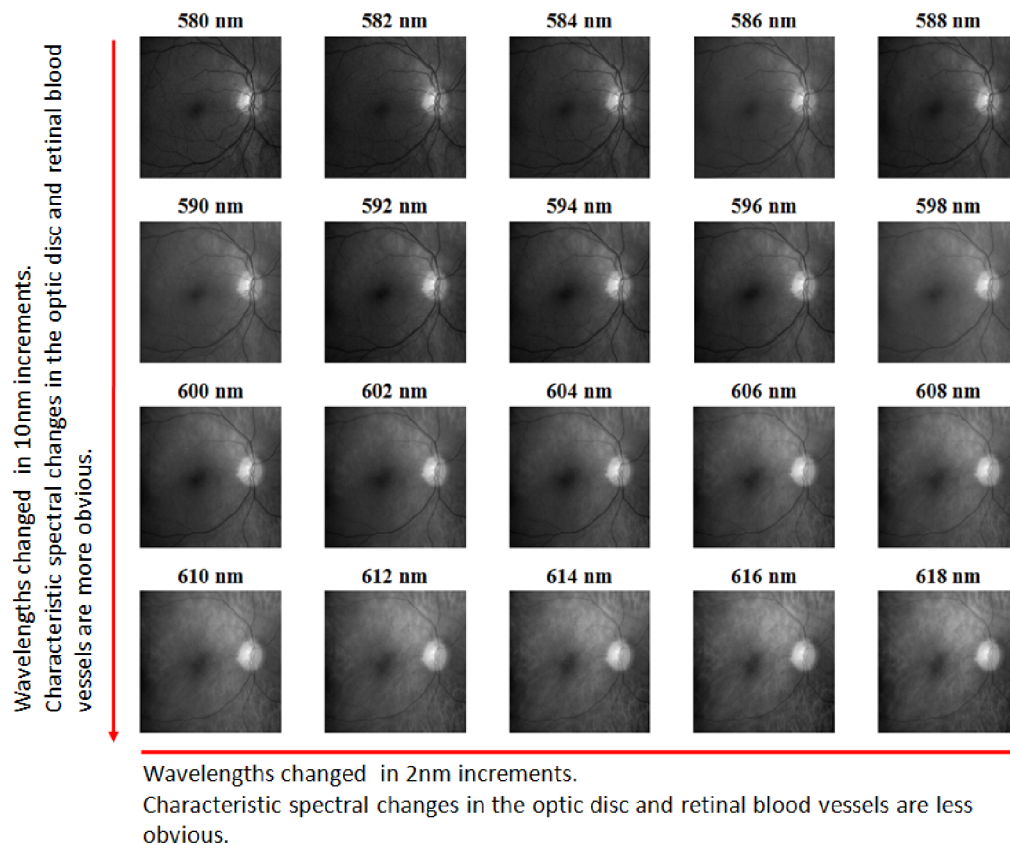 580 nm
582 nm
584 nm
586 nm
588 nm
590 nm
592 nm
594 nm
596 nm
598 nm
600 nm
602 nm
604 nm
606 nm
608 nm
610 nm
612 nm
614 nm
616 nm
618 nm
Wavelengths changed in 10nm increments.
Characteristic spectral changes in the optic disc and retinal blood
vessels are more obvious.
Wavelengths changed in 2nm increments.
Characteristic spectral changes in the optic disc and retinal blood vessels are less
obvious.